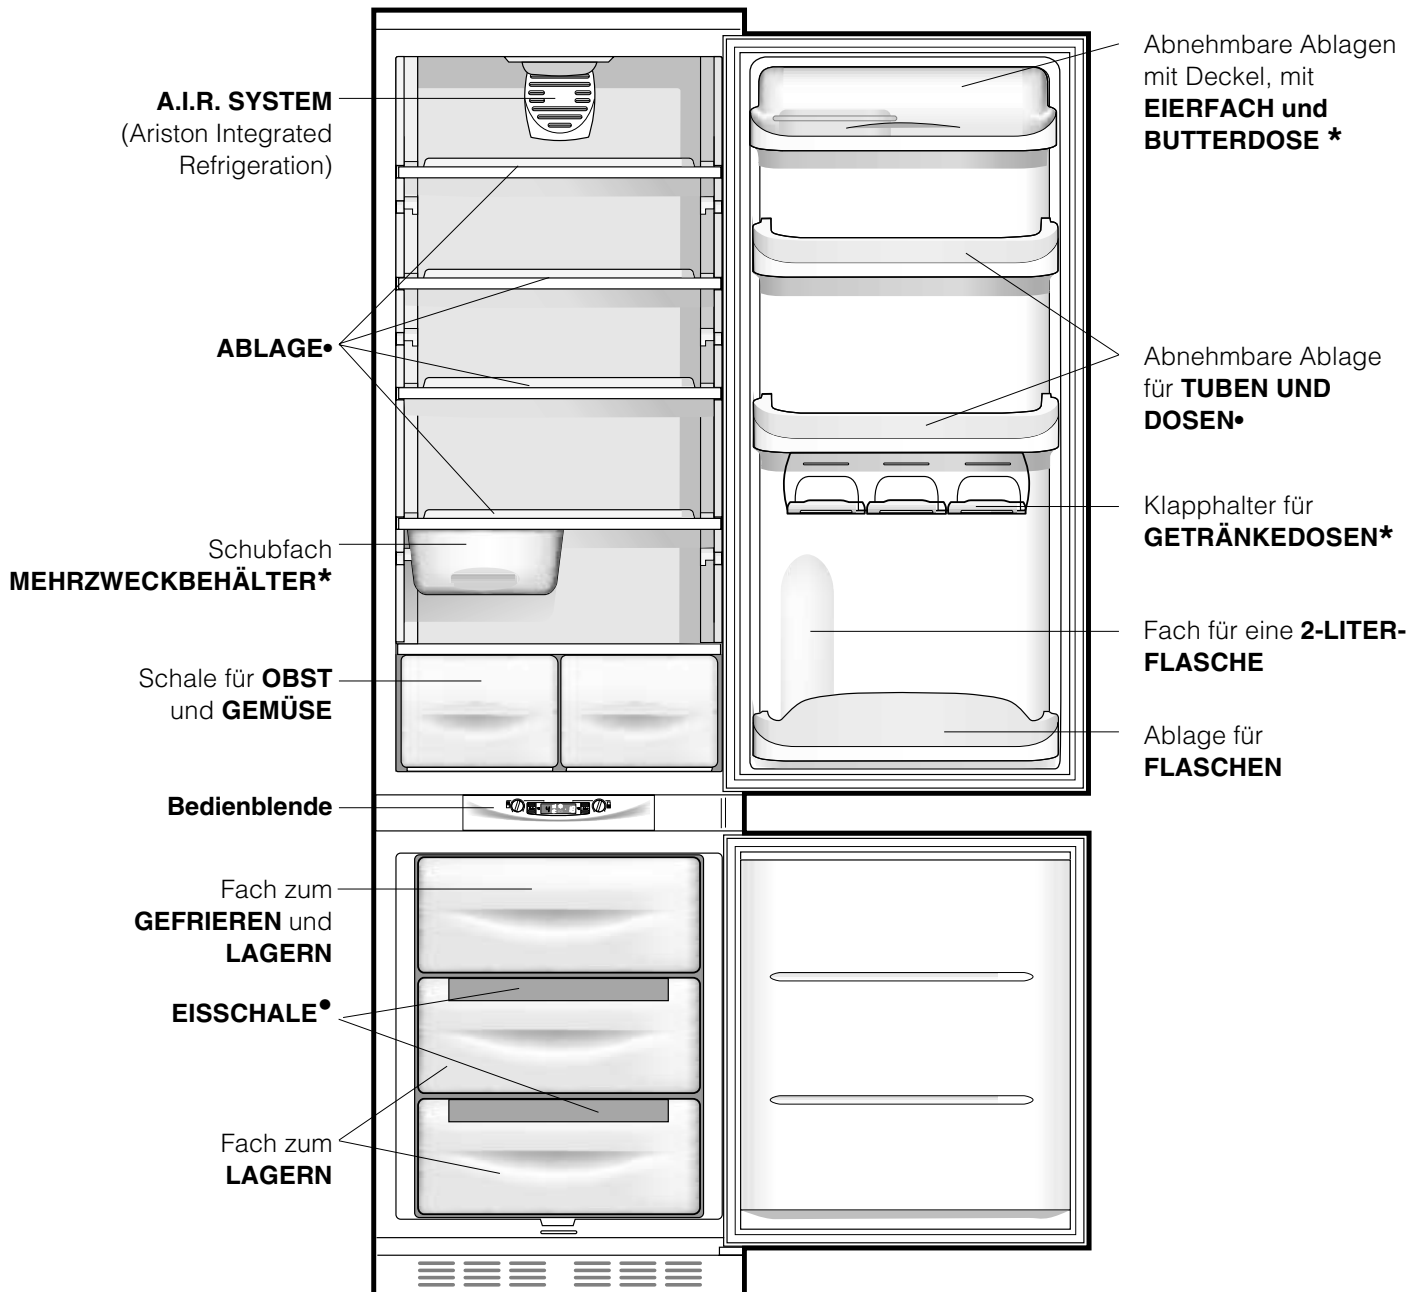 A.I.R. SYSTEM
(Ariston Integrated
Refrigeration)
ABLAGE•
Schubfach
MEHRZWECKBEHÄLTER*
Schale für OBST
und GEMÜSE
Bedienblende
Fach zum
GEFRIEREN und
LAGERN
EISSCHALE•
Fach zum
LAGERN
Abnehmbare Ablagen
mit Deckel, mit
EIERFACH und
BUTTERDOSE *
Abnehmbare Ablage
für TUBEN UND
DOSEN•
Klapphalter für
GETRÄNKEDOSEN*
Fach für eine 2-LITER-
FLASCHE
Ablage für
FLASCHEN